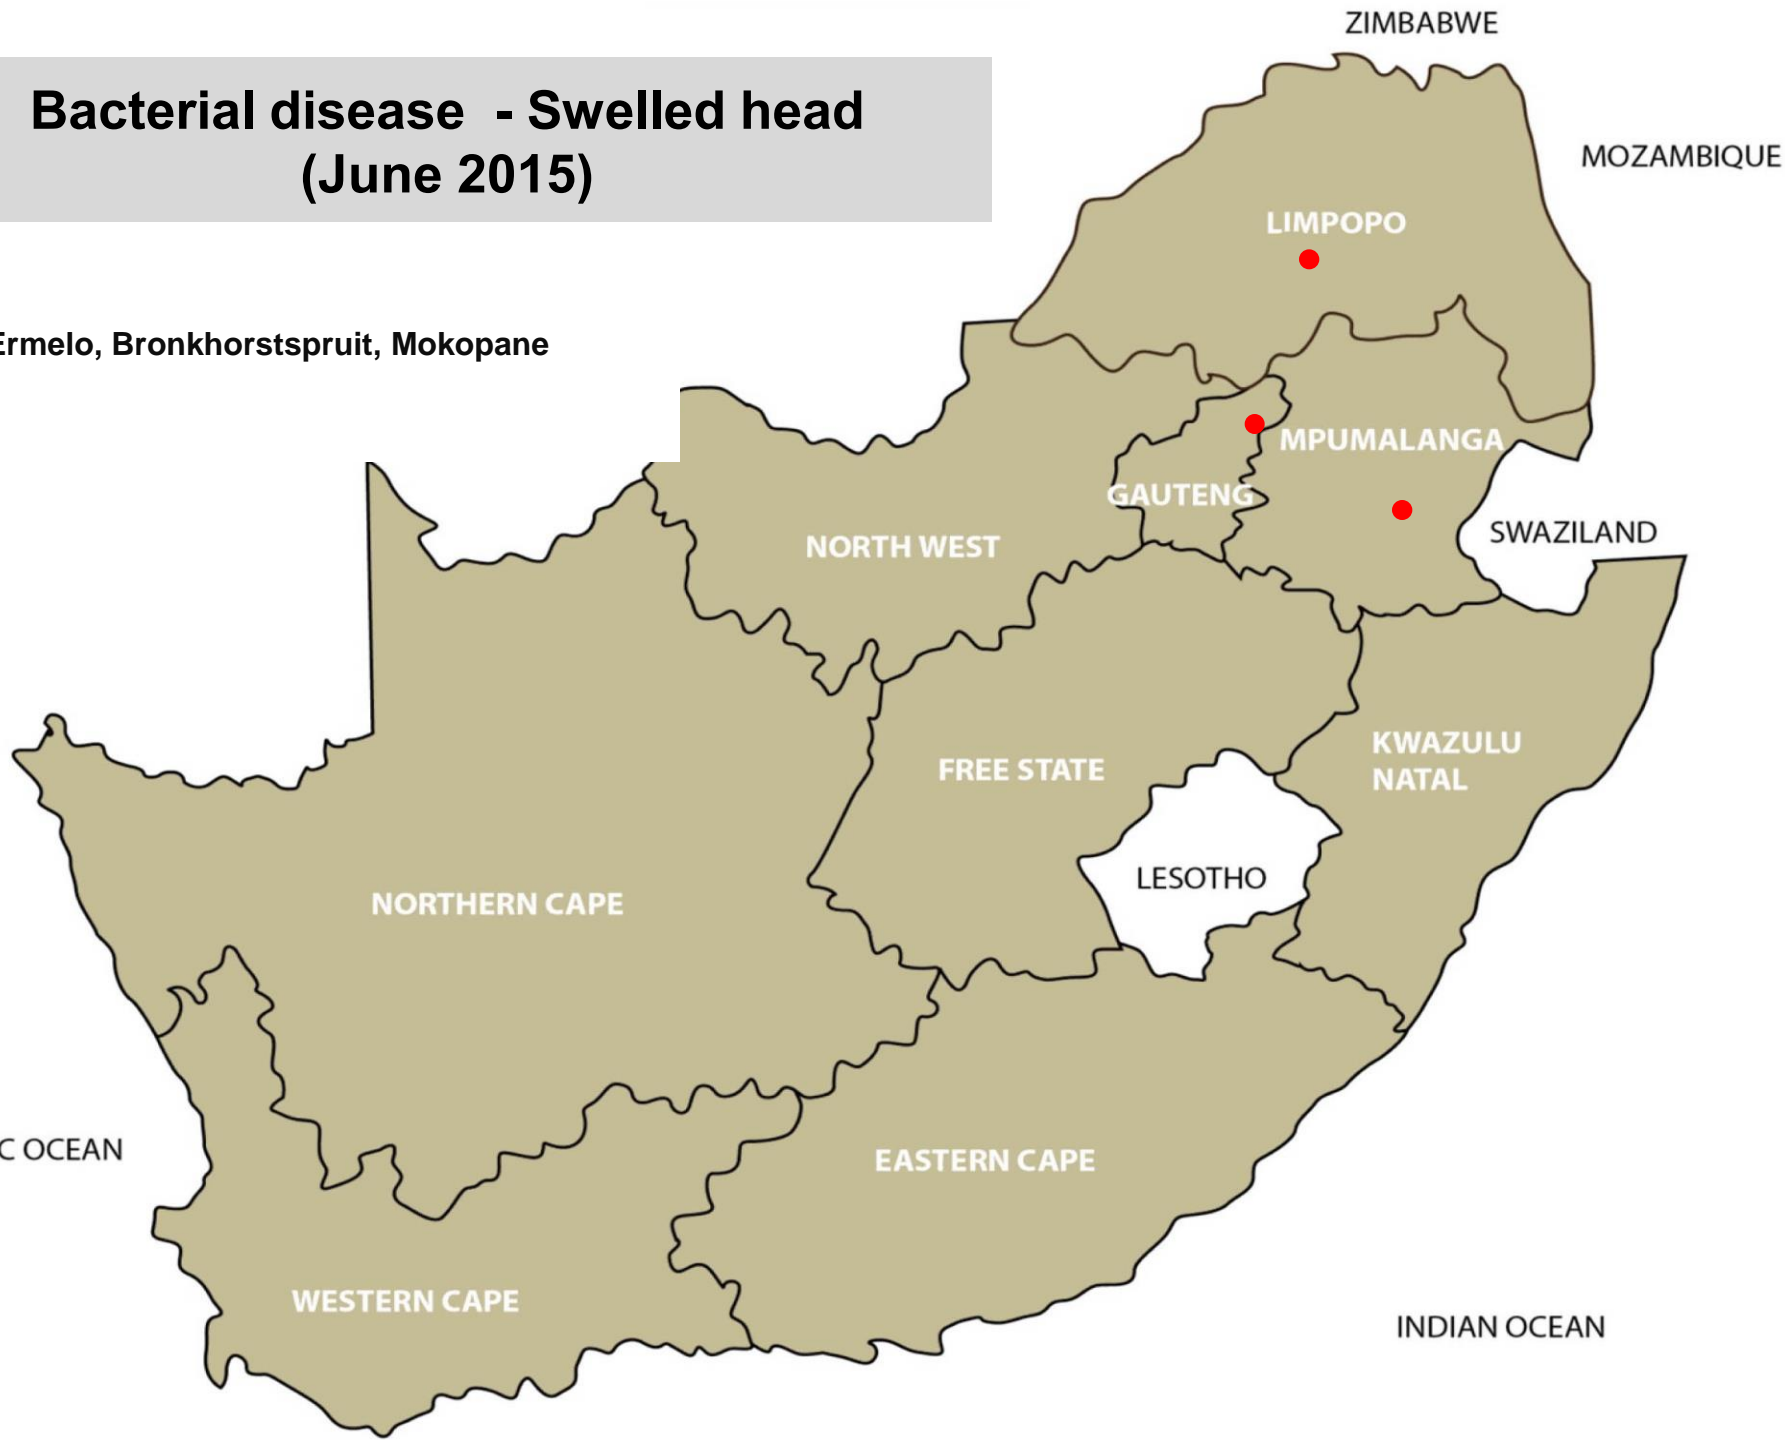 ZIMBABWE
Bacterial disease - Swelled head
(June 2015)
MOZAMBIQUE
LIMPOPO
Ermelo, Bronkhorstspruit, Mokopane
MPUMALANGA
GAUTENG
SWAZILAND
NORTH WEST
KWAZULU
NATAL
FREE STATE
LESOTHO
NORTHERN CAPE
C OCEAN
EASTERN CAPE
WESTERN CAPE
INDIAN OCEAN